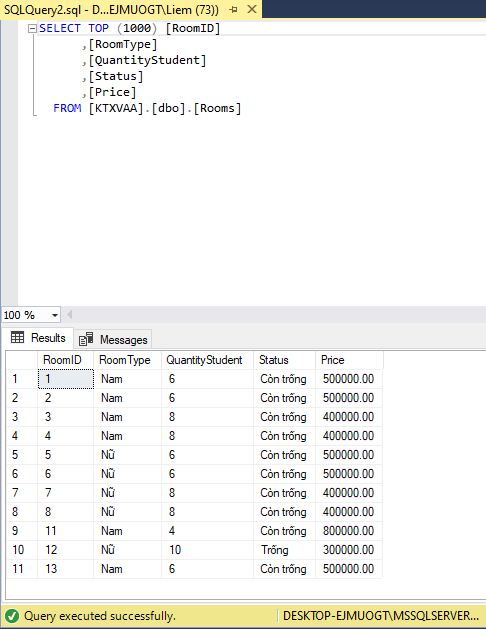 SQLQuery2.sql - D...EJMUOGT\Liem (73))
SELECT TOP (1000) [RoomID]
,[RoomType]
,[QuantityStudent]
,[Status]
,[Price]
FROM [KTXVAA].[dbo].[Rooms]
100 %
Results Messages
RoomID RoomType QuantityStudent Status Price
1 1 Nam 6 Còn trống 500000.00
2 2 Nam 6 Còn trống 500000.00
3 3 Nam 8 Còn trống 400000.00
4 4 Nam 8 Còn trống 400000.00
5 5 Nữ 6 Còn trống 500000.00
6 6 Nữ 6 Còn trống 500000.00
7 7 Nữ 8 Còn trống 400000.00
8 8 Nữ 8 Còn trống 400000.00
9 11 Nam 4 Còn trống 800000.00
10 12 Nữ 10 Trống 300000.00
11 13 Nam 6 Còn trống 500000.00
Query executed successfully. DESKTOP-EJMUOGT\MSSQLSERVER...